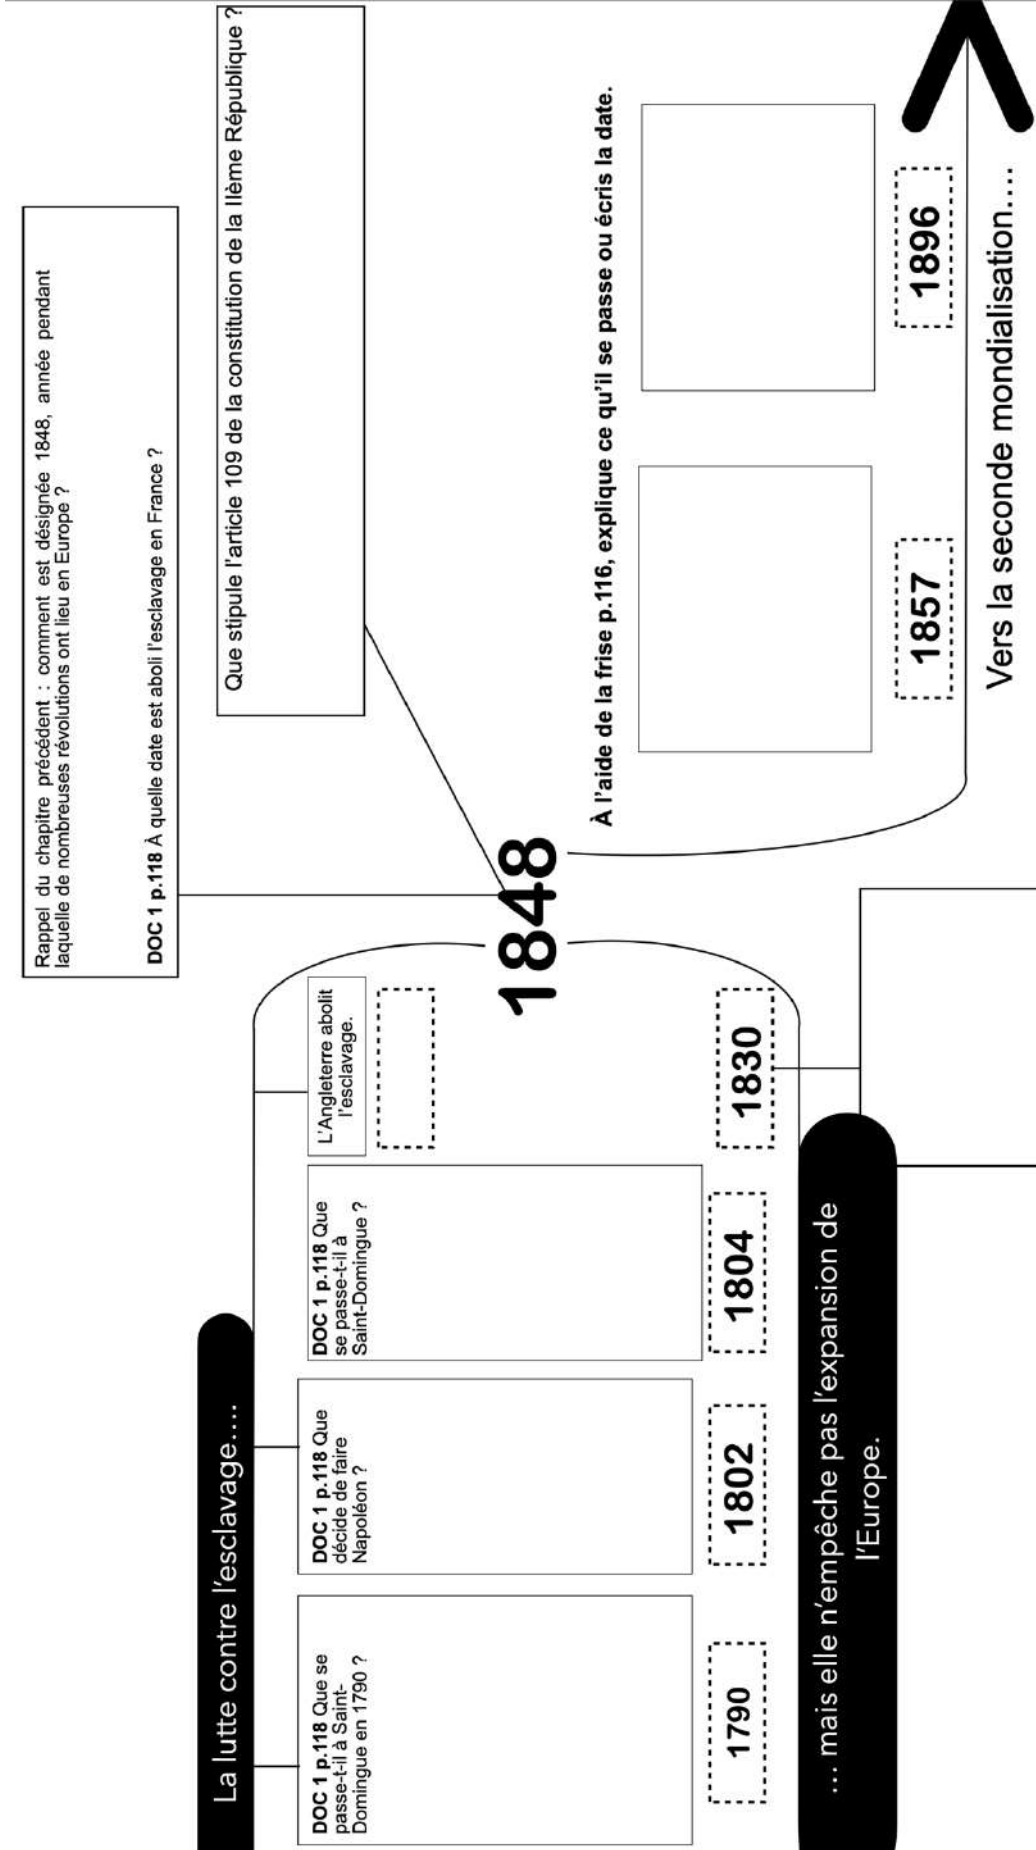 Rappel du chapitre précédent : comment est désignée 1848, année pendant
laquelle de nombreuses révolutions ont lieu en Europe ?
DOC 1 p.118 À quelle date est aboli l'esclavage en France ?
Que stipule l'article 109 de la constitution de la IIème République ?
La lutte contre l'esclavage....
DOC 1 p.118 Que se
passe-t-il à Saint-
Domingue en 1790 ?
1790
DOC 1 p.118 Que
décide de faire
Napoléon ?
1802
DOC 1 p.118 Que
se passe-t-il à
Saint-Domingue ?
1804
L'Angleterre abolit
l'esclavage.
1830
1848
... mais elle n'empêche pas l'expansion de
l'Europe.
À l'aide de la frise p.116, explique ce qu'il se passe ou écris la date.
1857
1896
Vers la seconde mondialisation....